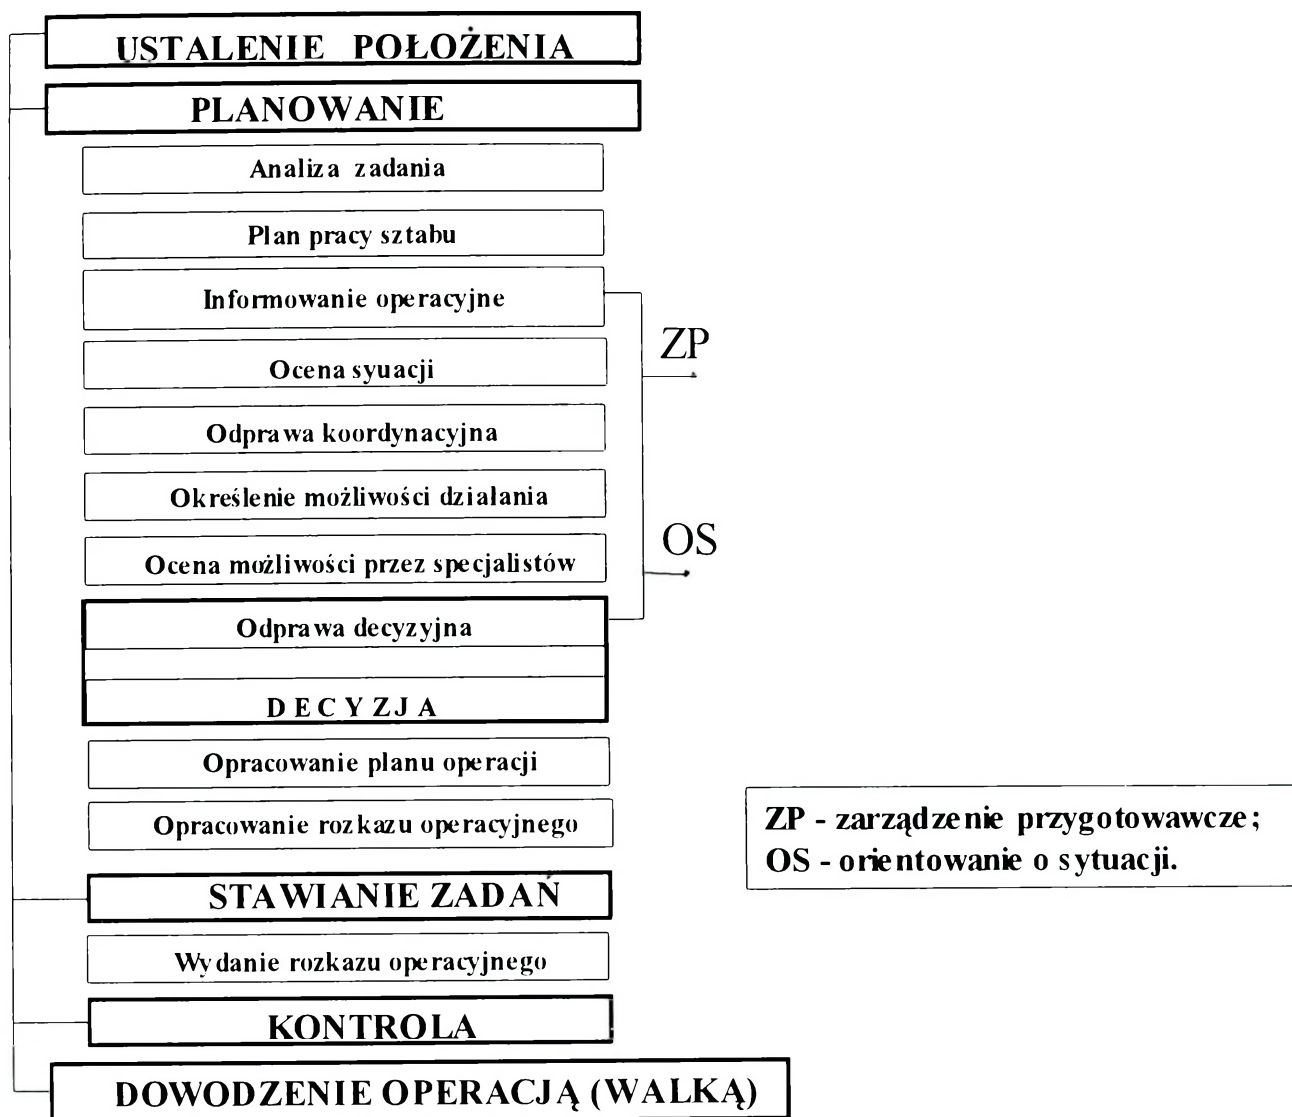 USTALENIE POŁOŻENIA
PLANOWANIE
Analiza zadania
Plan pracy sztabu
Informowanie operacyjne
ZP
Ocena syuacji
Odprawa koordynacyjna
Określenie możliwości działania
OS
Ocena możliwości przez specjalistów
Odprawa decyzyjna
DECYZJA
Opracowanie planu operacji
Opracowanie rozkazu operacyjnego
ZP - zarządzenie przygotowawcze;
OS - orientowanie o sytuacji.
STAWIANIE ZADAŃ
Wydanie rozkazu operacyjnego
KONTROLA
DOWODZENIE OPERACJĄ (WALKĄ)